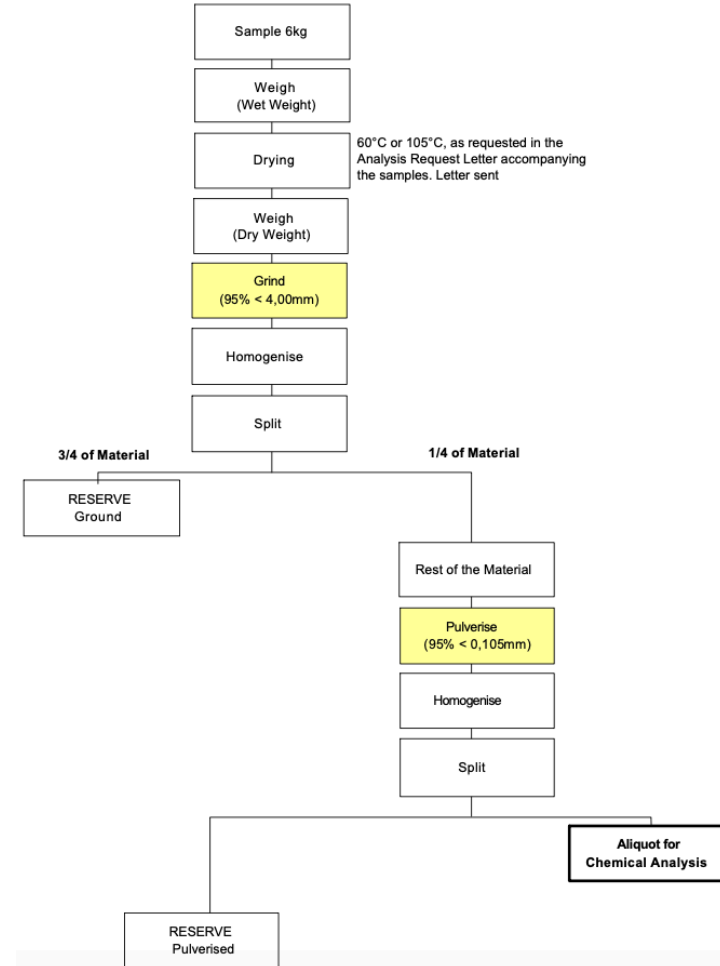 Sample 6kg
Weigh
(Wet Weight)
Drying
60°C or 105°C, as requested in the
Analysis Request Letter accompanying
the samples. Letter sent
Weigh
(Dry Weight)
Grind
(95% < 4,00mm)
Homogenise
Split
3/4 of Material
1/4 of Material
RESERVE
Ground
Rest of the Material
Pulverise
(95% < 0,105mm)
Homogenise
Split
Aliquot for
Chemical Analysis
RESERVE
Pulverised